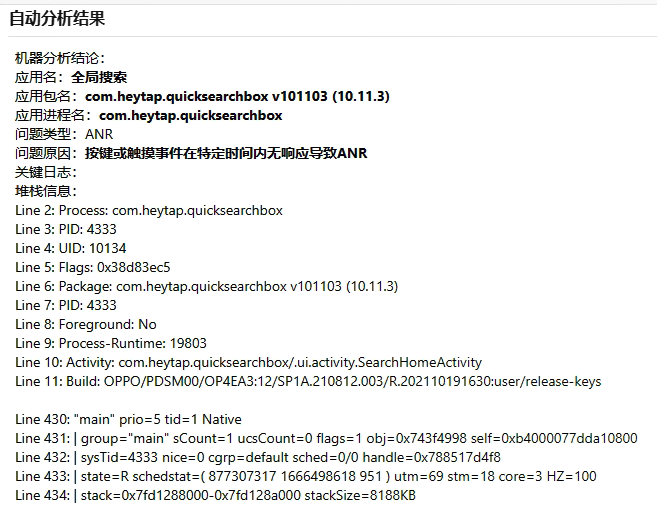 自动分析结果
机器分析结论：
应用名：全局搜索
应用包名：com.heytap.quicksearchbox v101103 (10.11.3)
应用进程名：com.heytap.quicksearchbox
问题类型：ANR
问题原因：按键或触摸事件在特定时间内无响应导致ANR
关键日志：
堆栈信息：
Line 2: Process: com.heytap.quicksearchbox
Line 3: PID: 4333
Line 4: UID: 10134
Line 5: Flags: 0x38d83ec5
Line 6: Package: com.heytap.quicksearchbox v101103 (10.11.3)
Line 7: PID: 4333
Line 8: Foreground: No
Line 9: Process-Runtime: 19803
Line 10: Activity: com.heytap.quicksearchbox/.ui.activity.SearchHomeActivity
Line 11: Build: OPPO/PDSM00/OP4EA3:12/SP1A.210812.003/R.202110191630:user/release-keys
Line 430: "main" prio=5 tid=1 Native
Line 431: | group="main" sCount=1 ucsCount=0 flags=1 obj=0x743f4998 self=0xb4000077dda10800
Line 432: | sysTid=4333 nice=0 cgrp=default sched=0/0 handle=0x788517d4f8
Line 433: | state=R schedstat=( 877307317 1666498618 951 ) utm=69 stm=18 core=3 HZ=100
Line 434: | stack=0x7fd1288000-0x7fd128a000 stackSize=8188KB